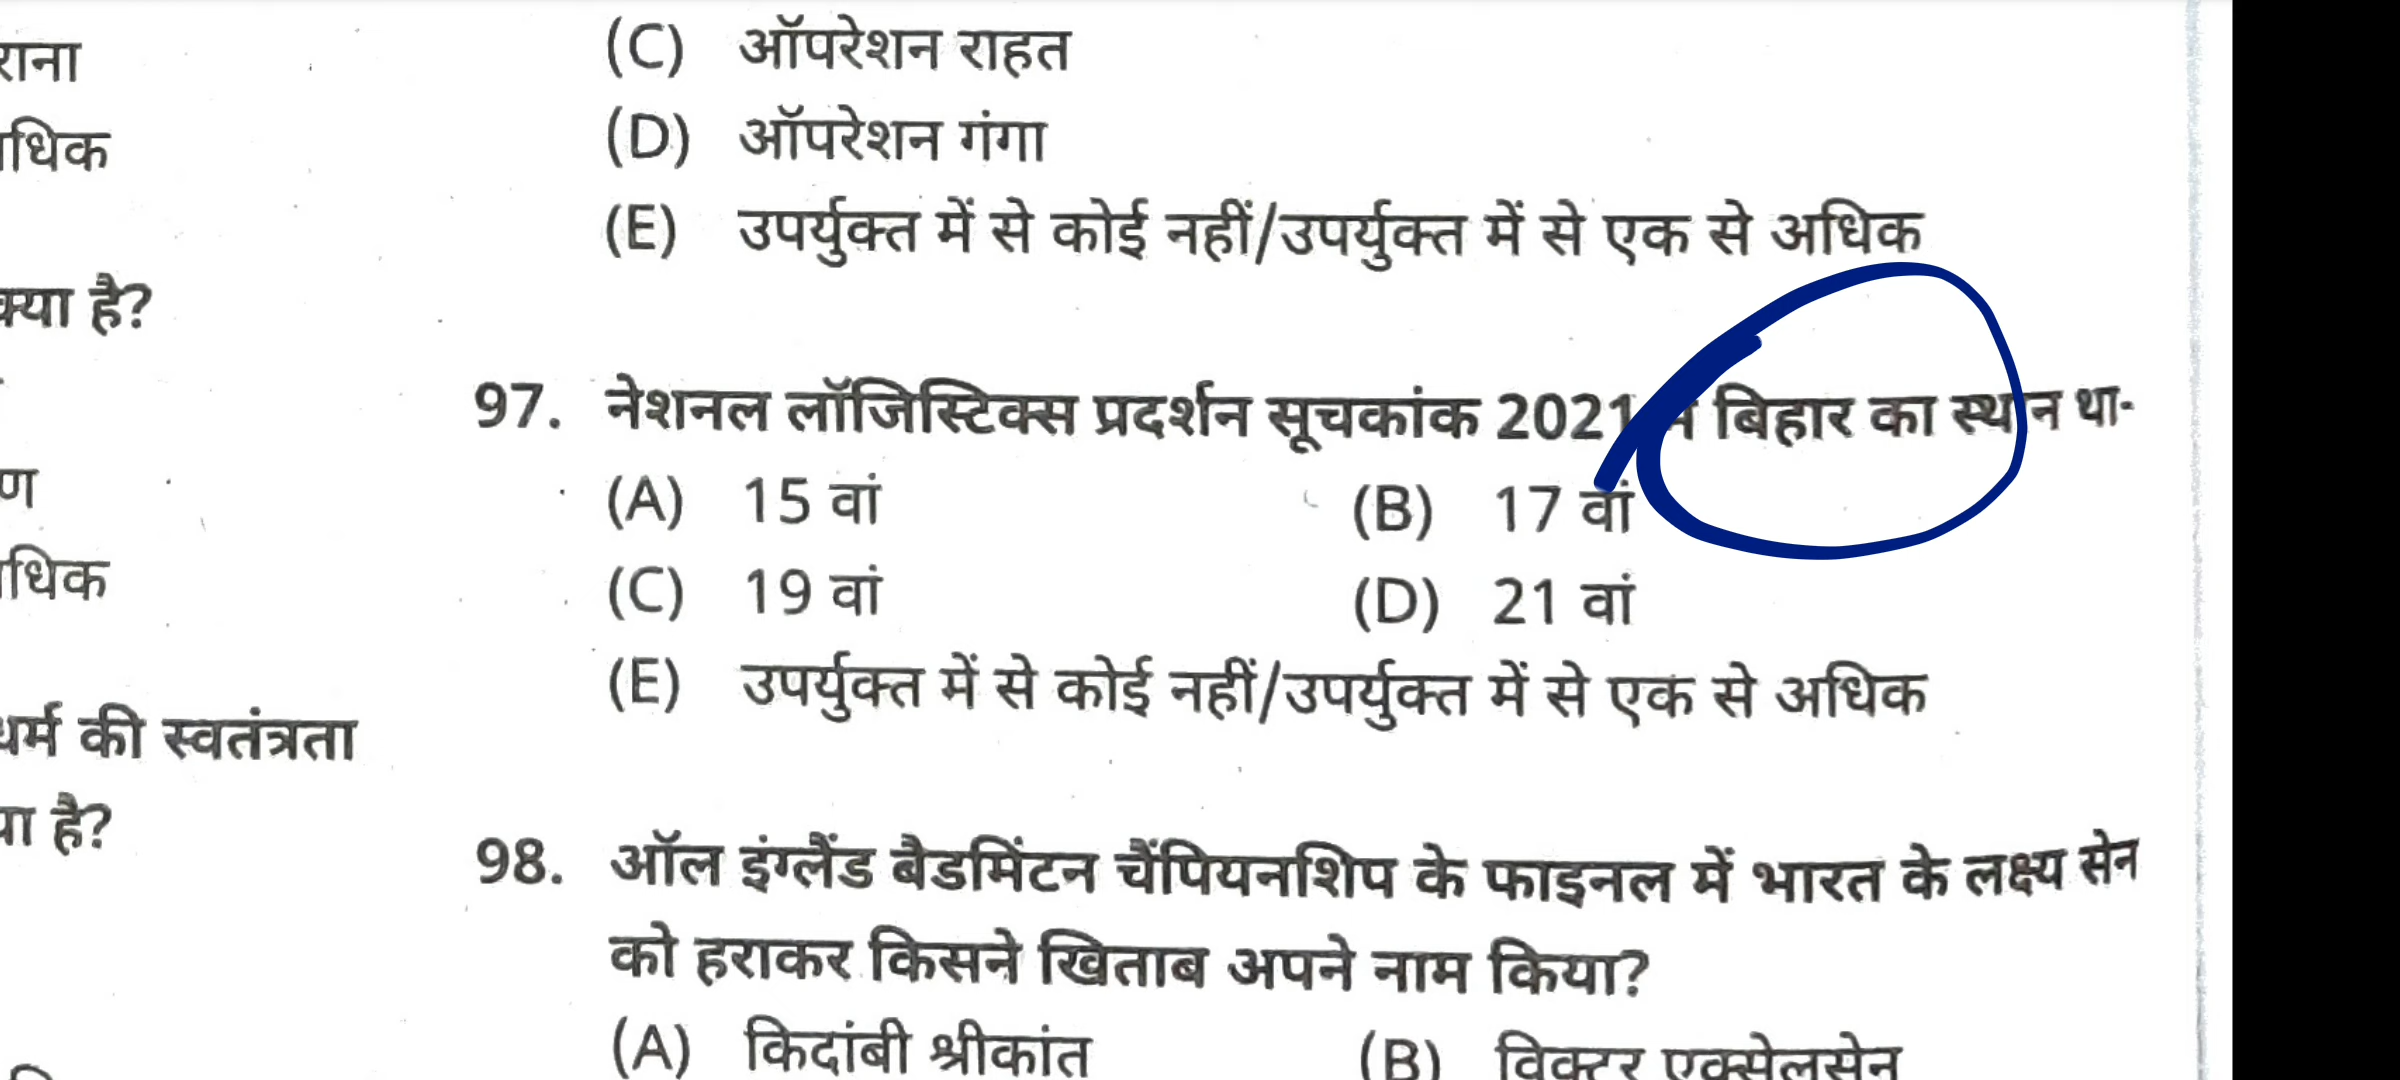 राना
धिक
क्या है?
ण
धिक
धर्म की स्वतंत्रता
या है?
(C) ऑपरेशन राहत
(D) ऑपरेशन गंगा
(E) उपर्युक्त में से कोई नहीं/उपर्युक्त में से एक से अधिक
97. नेशनल लॉजिस्टिक्स प्रदर्शन सूचकांक 2021 में बिहार का स्थान था-
(A) 15 वां (B) 17 वां
(C) 19 वां (D) 21 वां
(E) उपर्युक्त में से कोई नहीं/उपर्युक्त में से एक से अधिक
98. ऑल इंग्लैंड बैडमिंटन चैंपियनशिप के फाइनल में भारत के लक्ष्य सेन
को हराकर किसने खिताब अपने नाम किया?
(A) किदांबी श्रीकांत (B) विक्टर एक्सेलसेन